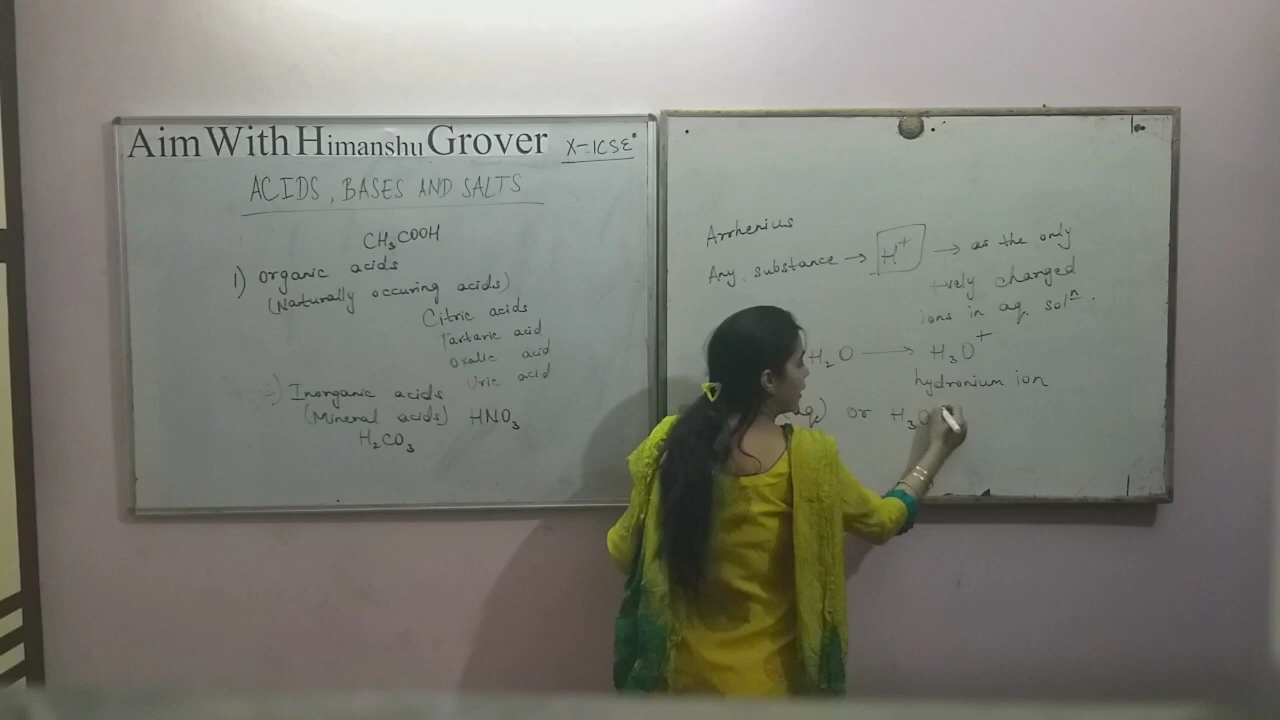 Aim With Himanshu Grover X-ICSE
ACIDS, BASES AND SALTS
CH₃COOH
1) Organic acids
(Naturally occuring acids)
Citric acids
Tartaric acid
Oxalic acid
Uric acid
2) Inorganic acids
(Mineral acids) HNO₃
H₂CO₃
Arrhenius
Any substance → H⁺ → as the only
+vely charged
ions in aq. solⁿ.
H₂O → H₃O⁺
hydronium ion
aq) or H₃O